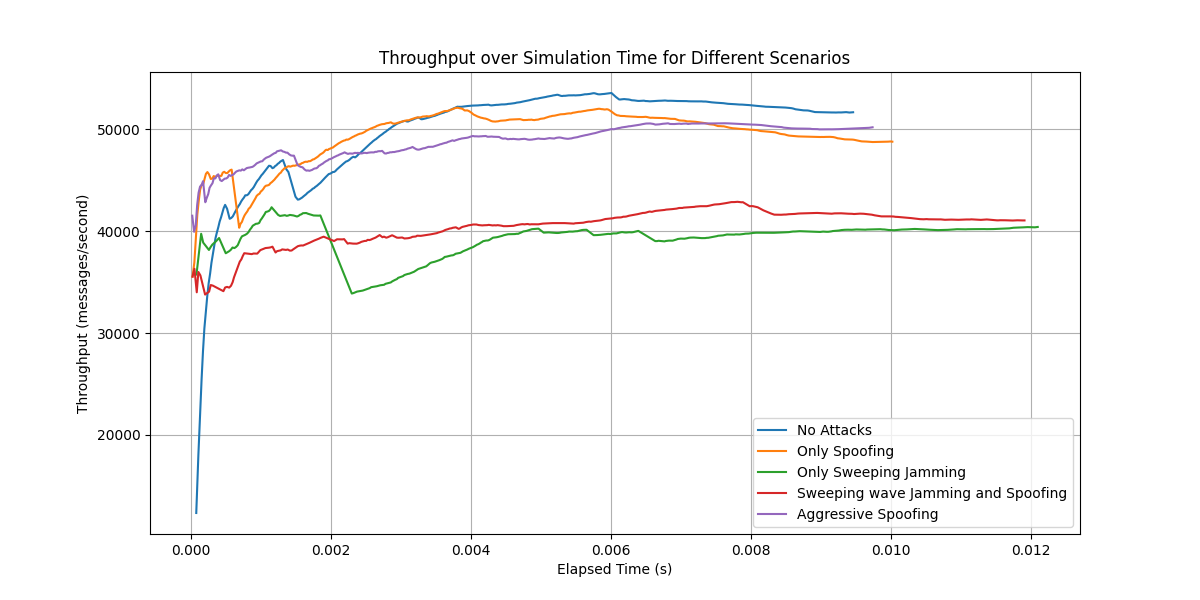 Throughput over Simulation Time for Different Scenarios
Throughput (messages/second)
50000
40000
30000
20000
No Attacks
Only Spoofing
Only Sweeping Jamming
Sweeping wave Jamming and Spoofing
Aggressive Spoofing
0.000 0.002 0.004 0.006 0.008 0.010 0.012
Elapsed Time (s)